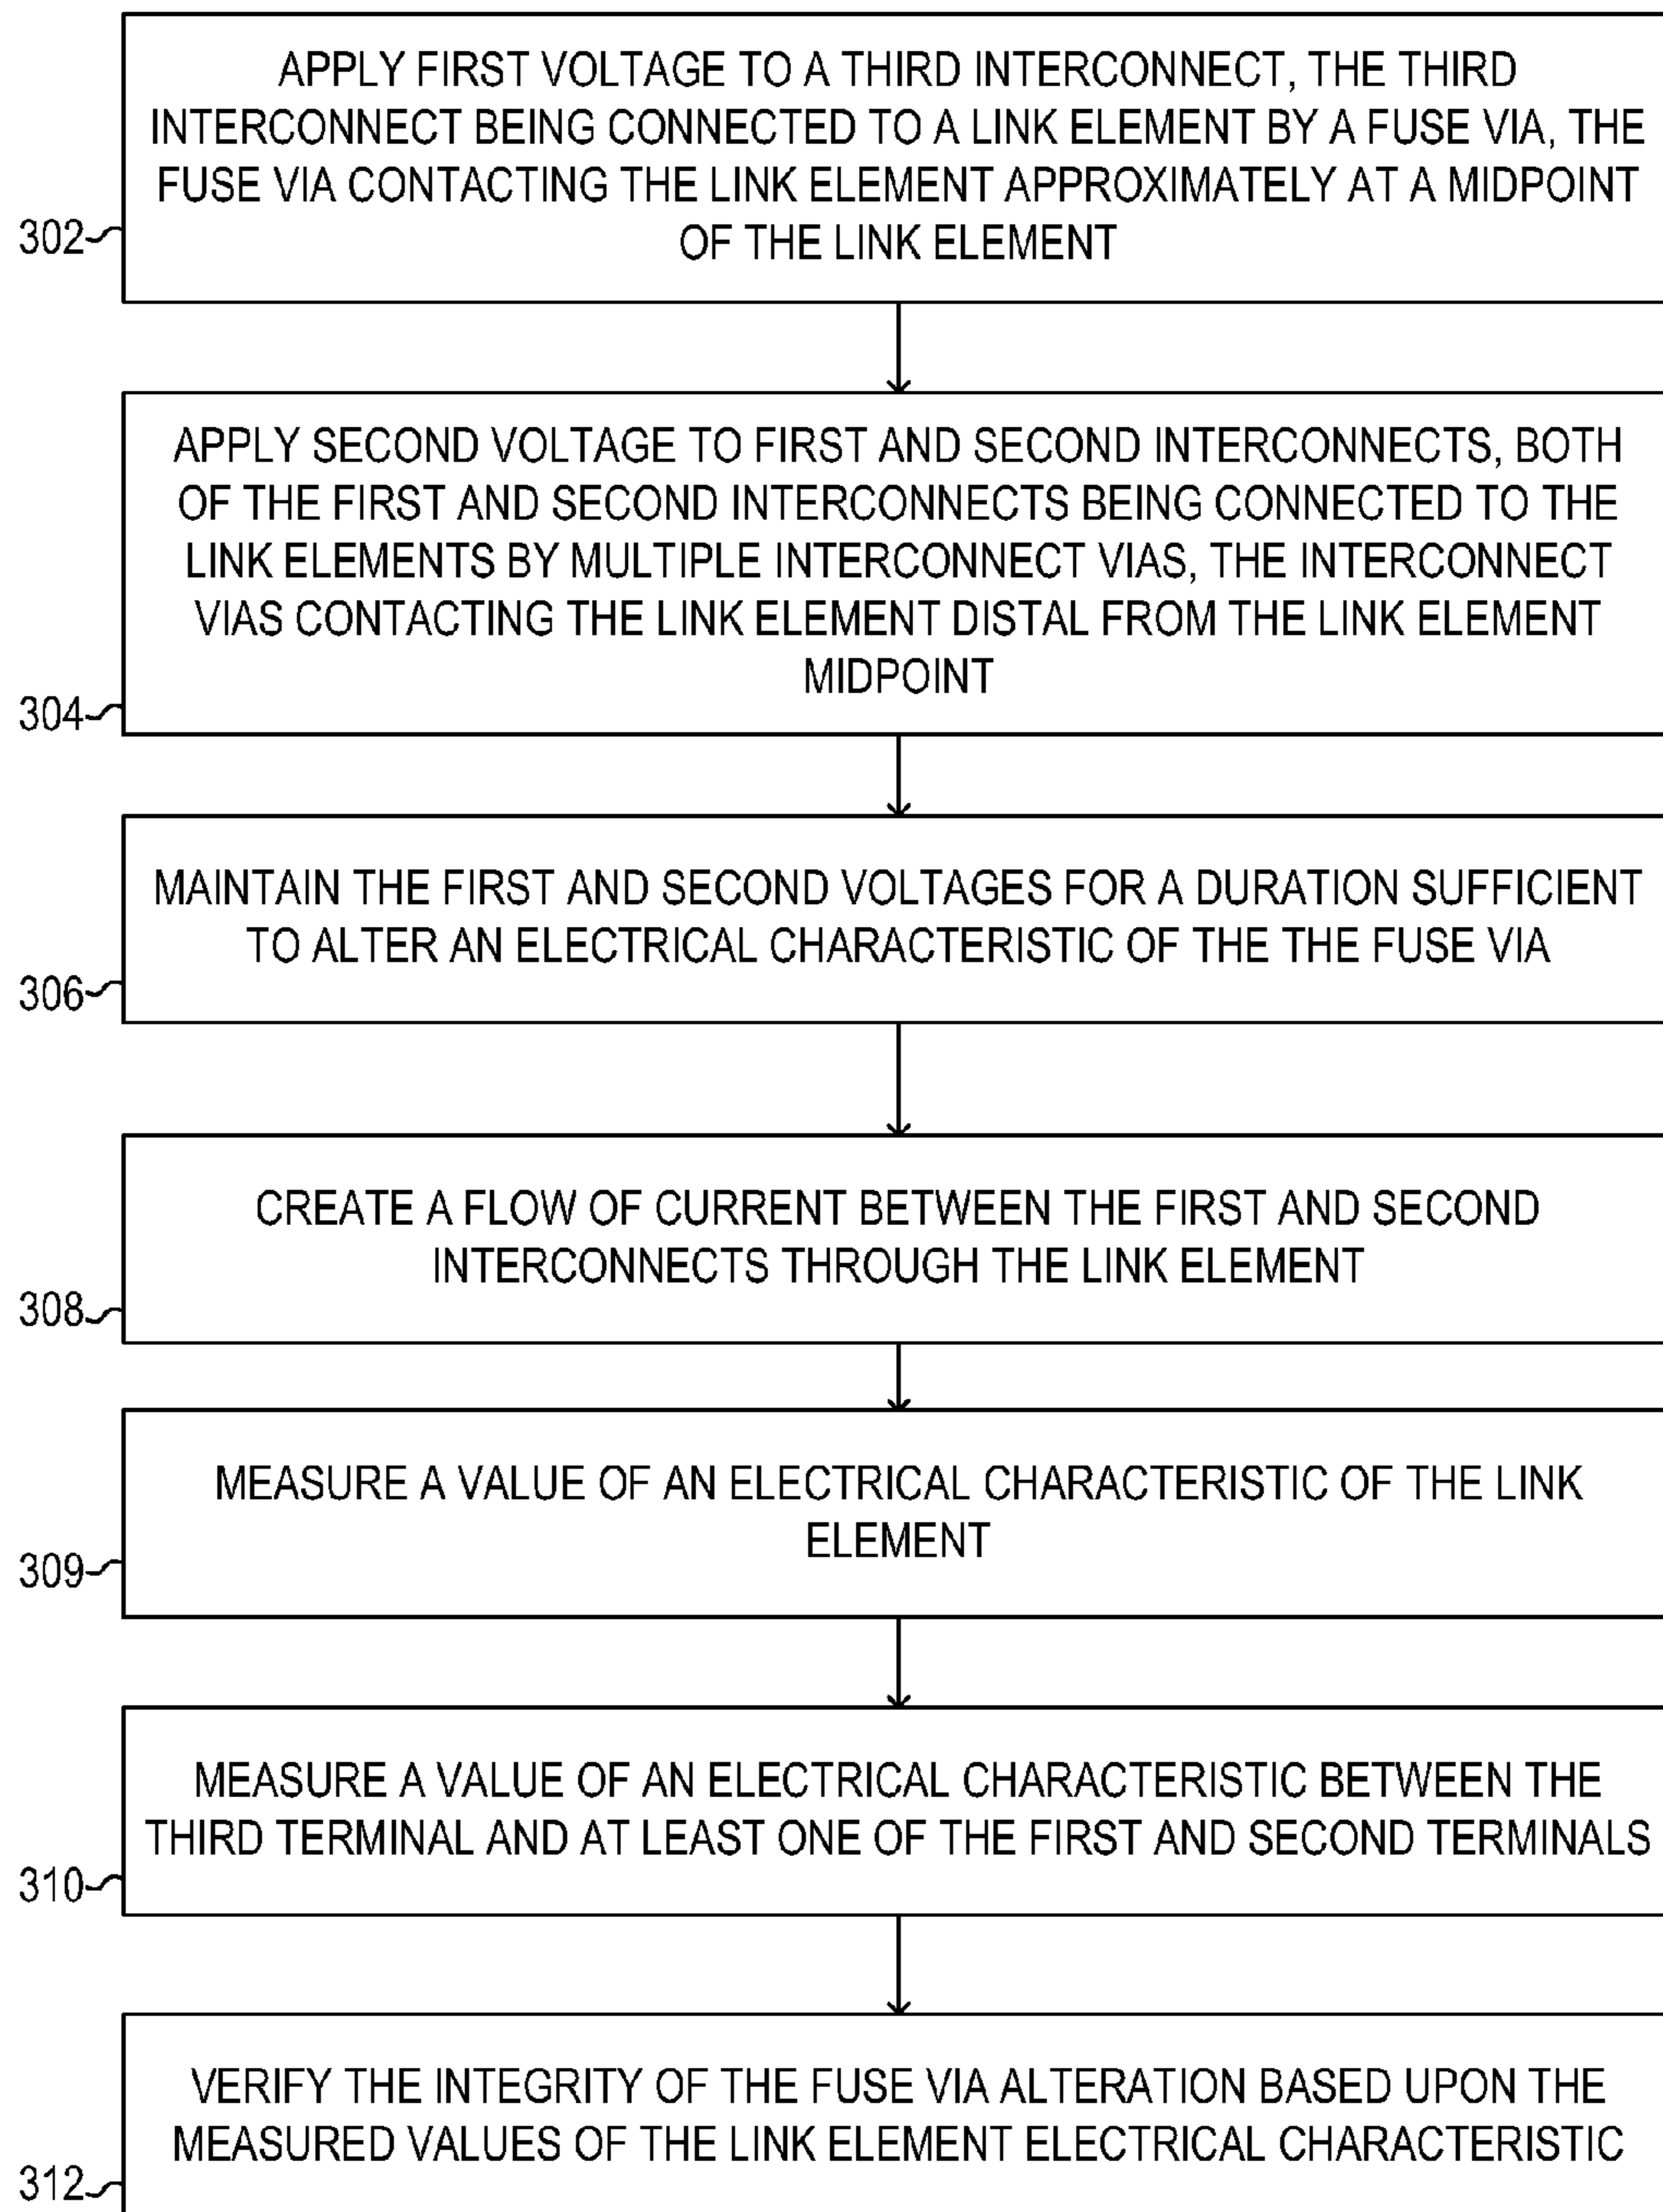 APPLY FIRST VOLTAGE TO A THIRD INTERCONNECT, THE THIRD
INTERCONNECT BEING CONNECTED TO A LINK ELEMENT BY A FUSE VIA, THE
FUSE VIA CONTACTING THE LINK ELEMENT APPROXIMATELY AT A MIDPOINT
OF THE LINK ELEMENT
302
APPLY SECOND VOLTAGE TO FIRST AND SECOND INTERCONNECTS, BOTH
OF THE FIRST AND SECOND INTERCONNECTS BEING CONNECTED TO THE
LINK ELEMENTS BY MULTIPLE INTERCONNECT VIAS, THE INTERCONNECT
VIAS CONTACTING THE LINK ELEMENT DISTAL FROM THE LINK ELEMENT
MIDPOINT
304
MAINTAIN THE FIRST AND SECOND VOLTAGES FOR A DURATION SUFFICIENT
TO ALTER AN ELECTRICAL CHARACTERISTIC OF THE THE FUSE VIA
306
CREATE A FLOW OF CURRENT BETWEEN THE FIRST AND SECOND
INTERCONNECTS THROUGH THE LINK ELEMENT
308
MEASURE A VALUE OF AN ELECTRICAL CHARACTERISTIC OF THE LINK
ELEMENT
309
MEASURE A VALUE OF AN ELECTRICAL CHARACTERISTIC BETWEEN THE
THIRD TERMINAL AND AT LEAST ONE OF THE FIRST AND SECOND TERMINALS
310
VERIFY THE INTEGRITY OF THE FUSE VIA ALTERATION BASED UPON THE
MEASURED VALUES OF THE LINK ELEMENT ELECTRICAL CHARACTERISTIC
312